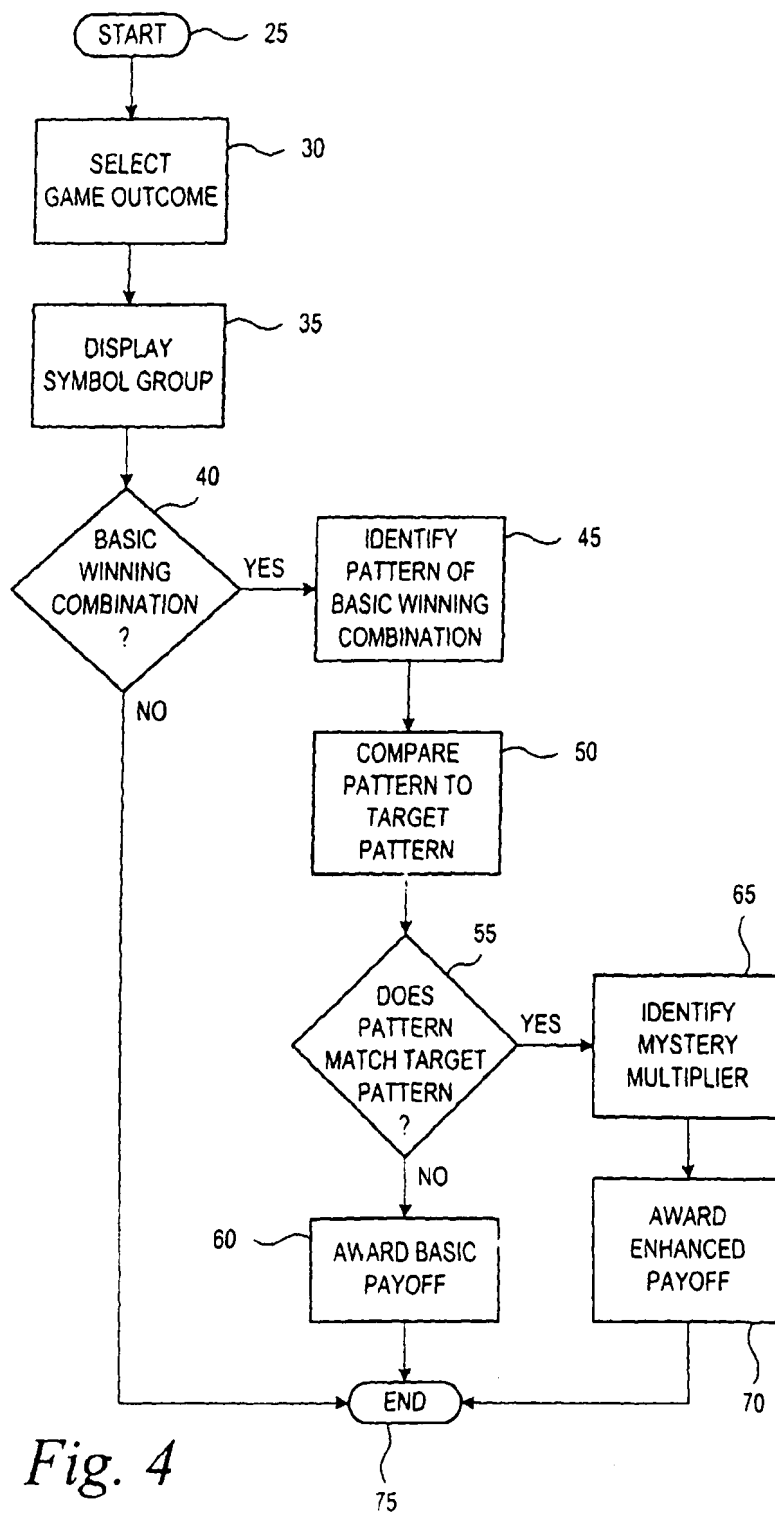 START
25
SELECT
GAME OUTCOME
30
DISPLAY
SYMBOL GROUP
35
BASIC
WINNING
COMBINATION
?
40
YES
NO
IDENTIFY
PATTERN OF
BASIC WINNING
COMBINATION
45
COMPARE
PATTERN TO
TARGET
PATTERN
50
DOES
PATTERN
MATCH TARGET
PATTERN
?
55
YES
NO
IDENTIFY
MYSTERY
MULTIPLIER
65
AWARD BASIC
PAYOFF
60
AWARD
ENHANCED
PAYOFF
70
END
75
Fig. 4